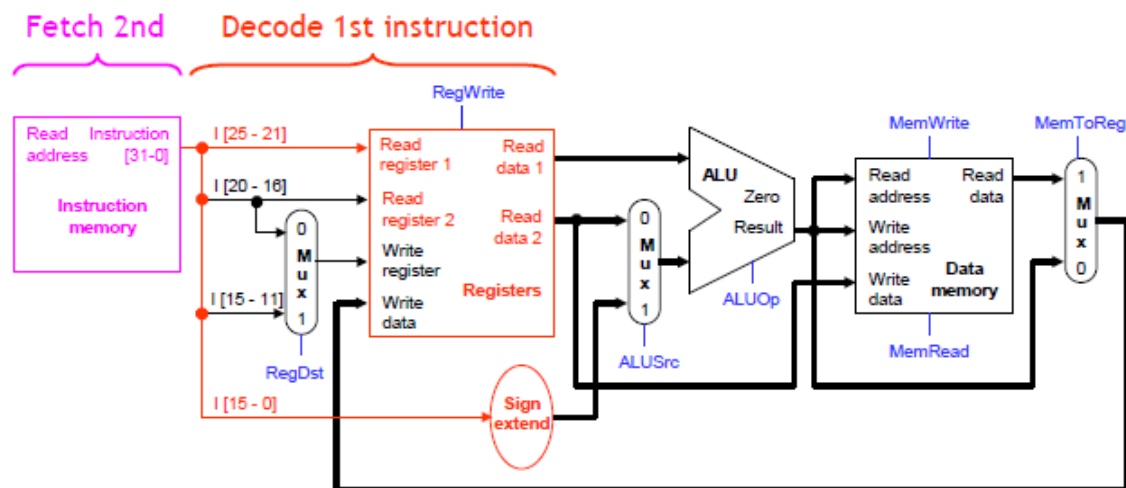 Fetch 2nd
Decode 1st instruction
Read address
Instruction [31-0]
Instruction memory
I [25 - 21]
I [20 - 16]
I [15 - 11]
I [15 - 0]
0
M
u
x
1
RegDst
RegWrite
Read register 1
Read data 1
Read register 2
Read data 2
Write register
Write data
Registers
Sign extend
0
M
u
x
1
ALUSrc
ALU
Zero
Result
ALUOp
MemWrite
Read address
Read data
Write address
Write data
Data memory
MemRead
MemToReg
1
M
u
x
0